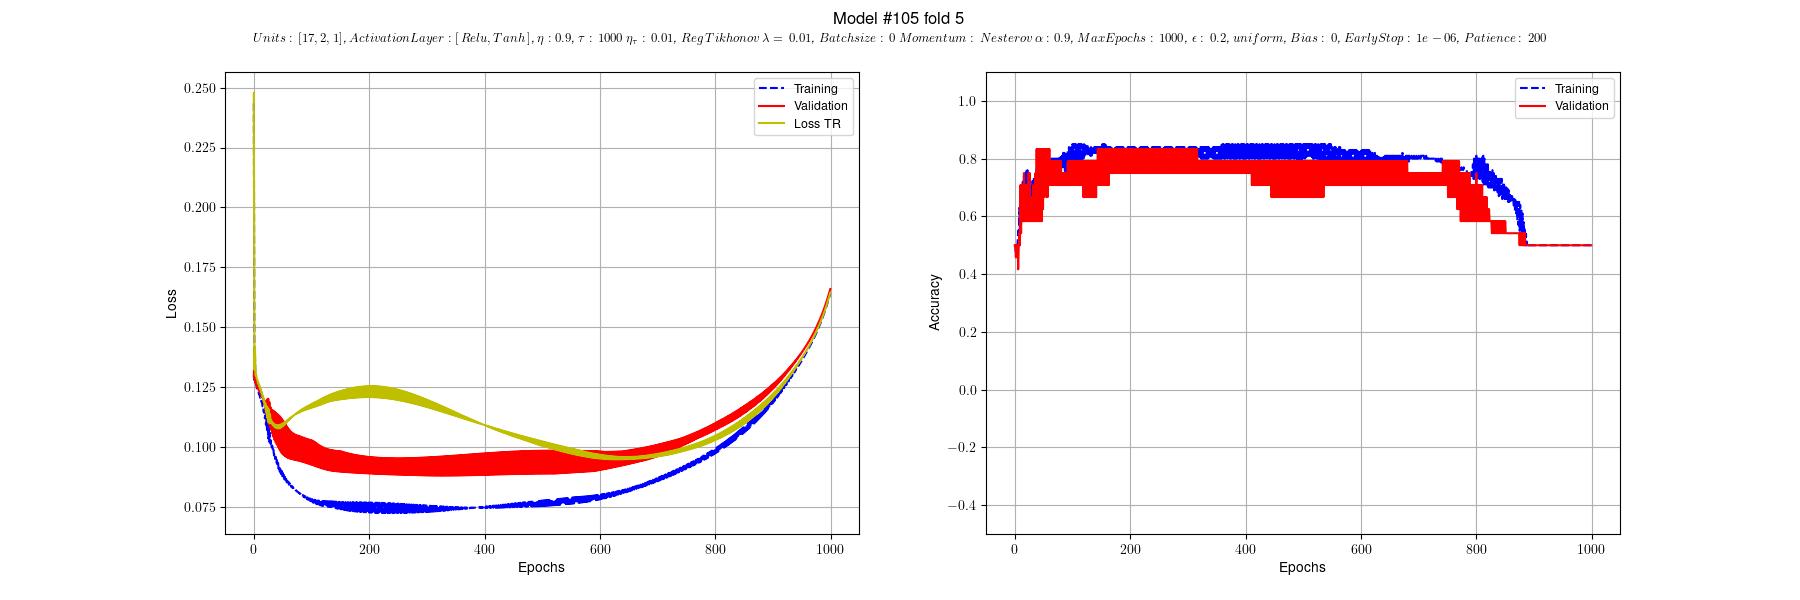 Model #105 fold 5
Units : [17, 2, 1], ActivationLayer : [ Relu, Tanh ], η : 0.9, τ : 1000 ητ : 0.01, RegTikhonov λ = 0.01, Batchsize : 0 Momentum : Nesterov α : 0.9, MaxEpochs : 1000, ϵ : 0.2, uniform, Bias : 0, EarlyStop : 1e − 06, Patience : 200
Training
Validation
Loss TR
0.250
0.225
0.200
0.175
0.150
0.125
0.100
0.075
Loss
0 200 400 600 800 1000
Epochs
Training
Validation
1.0
0.8
0.6
0.4
0.2
0.0
−0.2
−0.4
Accuracy
0 200 400 600 800 1000
Epochs